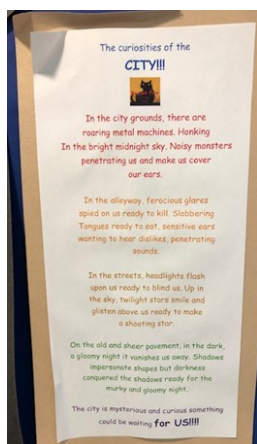 The curiosities of the
CITY!!!
In the city grounds, there are
roaring metal machines. Honking
In the bright midnight sky. Noisy monsters
penetrating us and make us cover
our ears.
In the alleyway, ferocious glares
spied on us ready to kill. Slobbering
Tongues ready to eat, sensitive ears
wanting to hear dislikes, penetrating
sounds.
In the streets, headlights flash
upon us ready to blind us. Up in
the sky, twilight stars smile and
glisten above us ready to make
a shooting star.
On the old and sheer pavement, in the dark,
a gloomy night it vanishes us away. Shadows
impersonate shapes but darkness
conquered the shadows ready for the
murky and gloomy night.
The city is mysterious and curious something
could be waiting for US!!!!